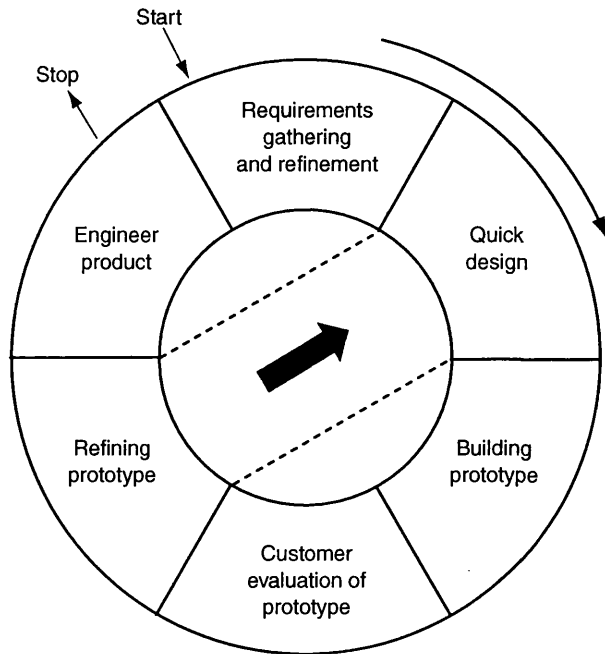 Start
Stop
Requirements
gathering
and refinement
Quick
design
Building
prototype
Customer
evaluation of
prototype
Refining
prototype
Engineer
product